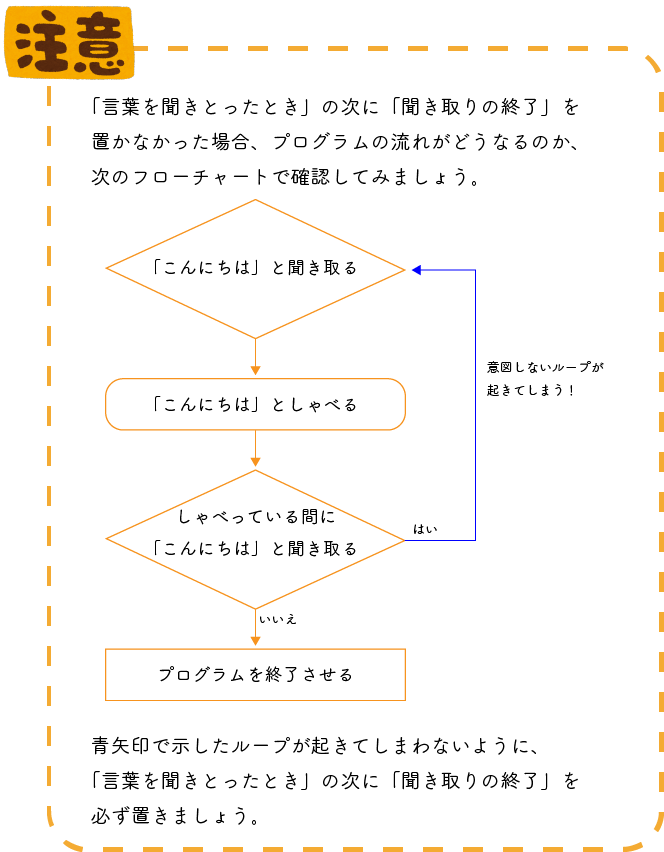 注意
「言葉を聞きとったとき」の次に「聞き取りの終了」を
置かなかった場合、プログラムの流れがどうなるのか、
次のフローチャートで確認してみましょう。
「こんにちは」と聞き取る
意図しないループが
起きてしまう！
「こんにちは」としゃべる
しゃべっている間に
「こんにちは」と聞き取る
はい
いいえ
プログラムを終了させる
青矢印で示したループが起きてしまわないように、
「言葉を聞きとったとき」の次に「聞き取りの終了」を
必ず置きましょう。